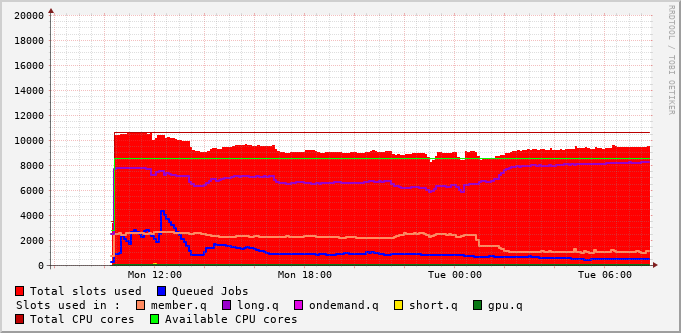 20000
18000
16000
14000
12000
10000
8000
6000
4000
2000
0
Mon 12:00 Mon 18:00 Tue 00:00 Tue 06:00
RRDTOOL / TOBI OETIKER
Total slots used Queued Jobs
Slots used in : member.q long.q ondemand.q short.q gpu.q
Total CPU cores Available CPU cores